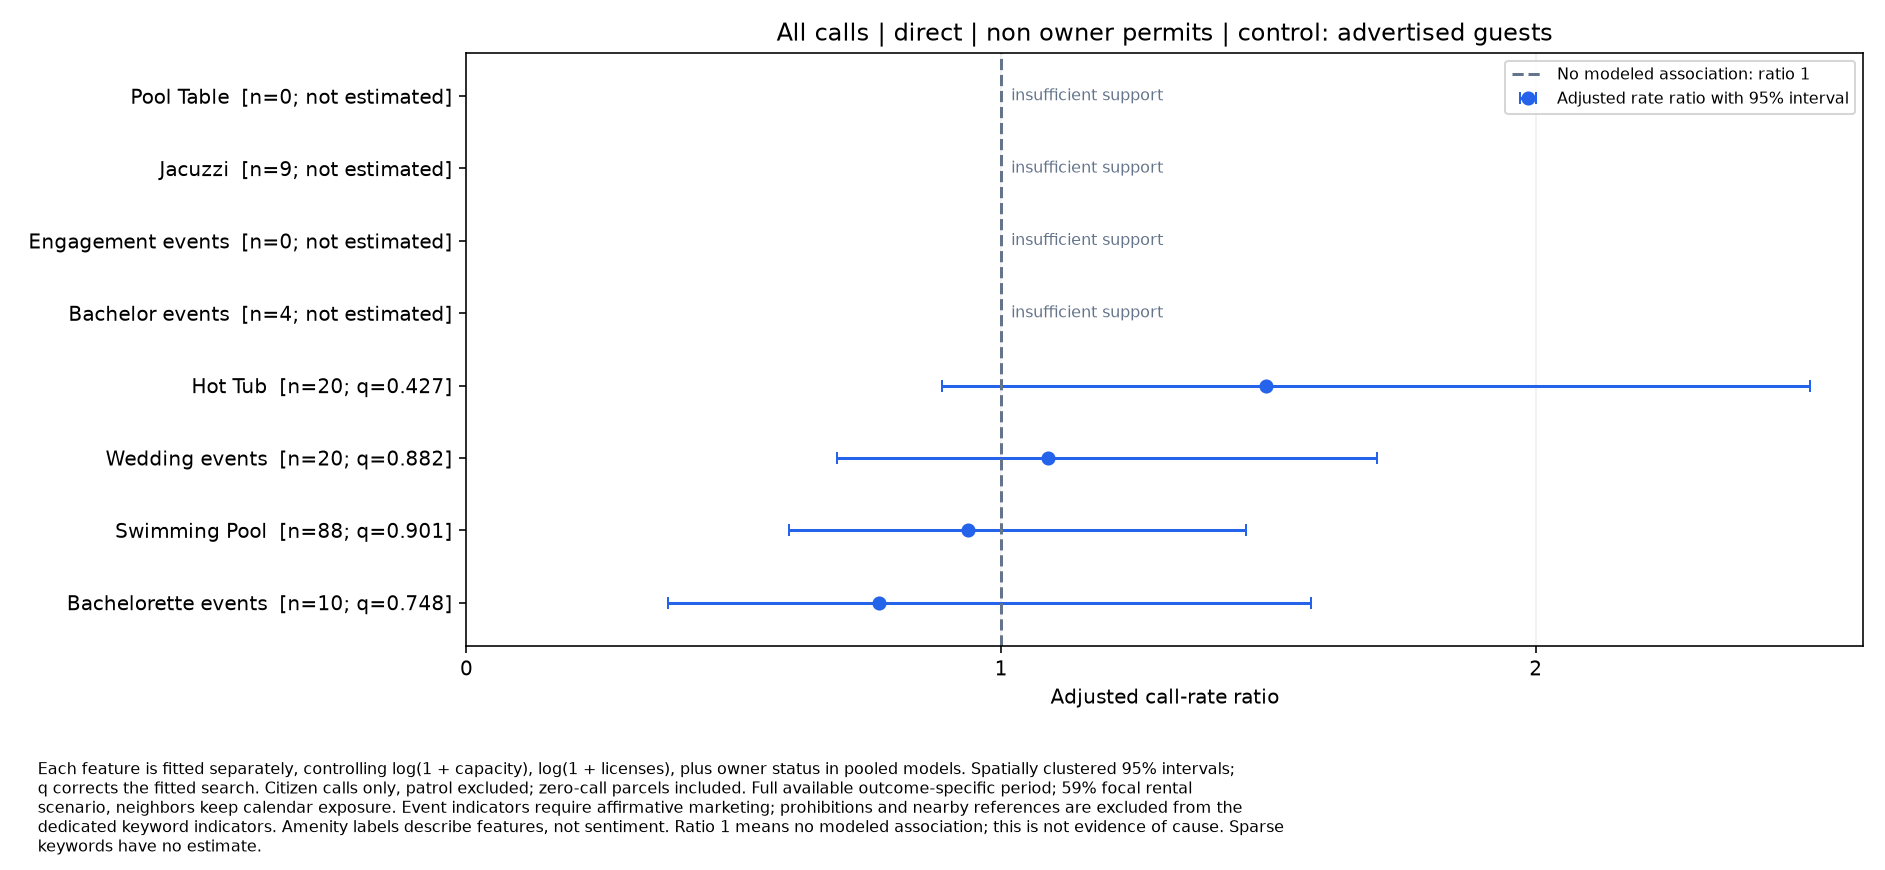 All calls | direct | non owner permits | control: advertised guests
No modeled association: ratio 1
Adjusted rate ratio with 95% interval
Pool Table [n=0; not estimated]
insufficient support
Jacuzzi [n=9; not estimated]
insufficient support
Engagement events [n=0; not estimated]
insufficient support
Bachelor events [n=4; not estimated]
insufficient support
Hot Tub [n=20; q=0.427]
Wedding events [n=20; q=0.882]
Swimming Pool [n=88; q=0.901]
Bachelorette events [n=10; q=0.748]
0 1 2
Adjusted call-rate ratio
Each feature is fitted separately, controlling log(1 + capacity), log(1 + licenses), plus owner status in pooled models. Spatially clustered 95% intervals;
q corrects the fitted search. Citizen calls only, patrol excluded; zero-call parcels included. Full available outcome-specific period; 59% focal rental
scenario, neighbors keep calendar exposure. Event indicators require affirmative marketing; prohibitions and nearby references are excluded from the
dedicated keyword indicators. Amenity labels describe features, not sentiment. Ratio 1 means no modeled association; this is not evidence of cause. Sparse
keywords have no estimate.